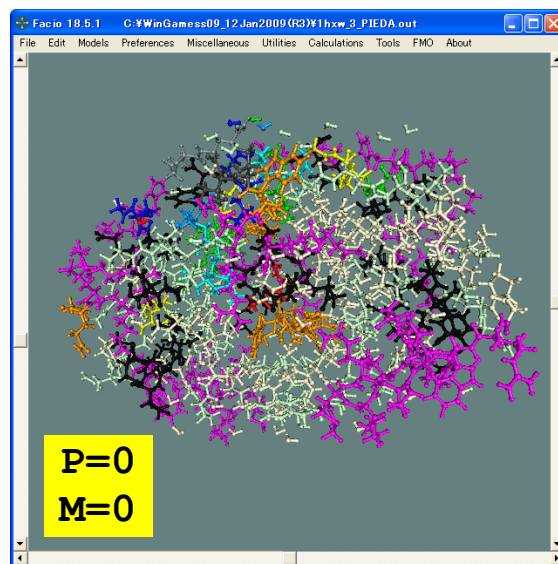 Facio 18.5.1 C:¥WinGamess09_12Jan2009(R3)¥1hxw_3_PIEDA.out
File Edit Models Preferences Miscellaneous Utilities Calculations Tools FMO About
P=0
M=0